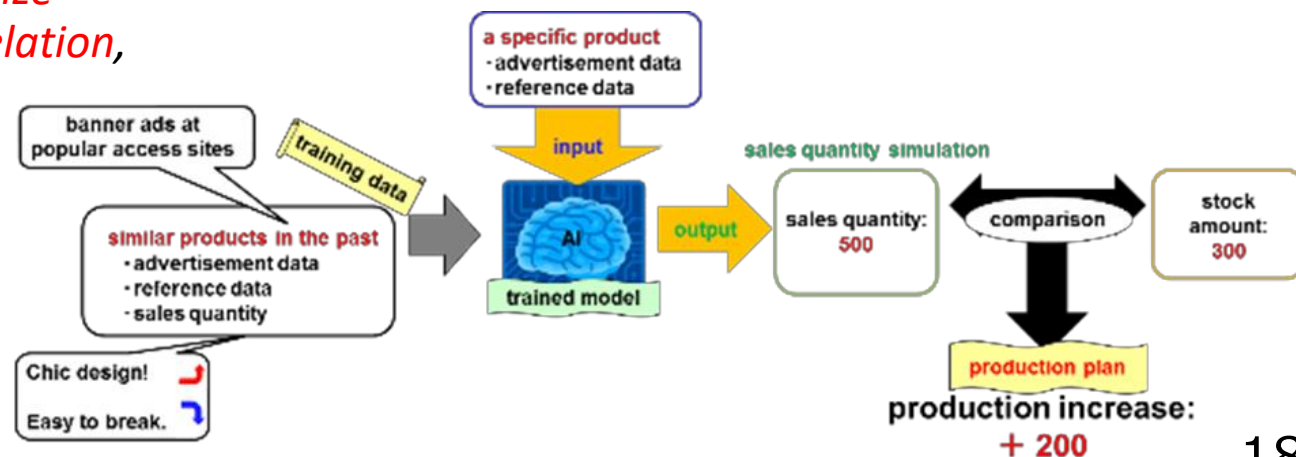 elation,
a specific product
・advertisement data
・reference data
banner ads at
popular access sites
training data
input
sales quantity simulation
similar products in the past
・advertisement data
・reference data
・sales quantity
AI
trained model
output
sales quantity:
500
comparison
stock
amount:
300
Chic design!
Easy to break.
production plan
production increase:
+ 200